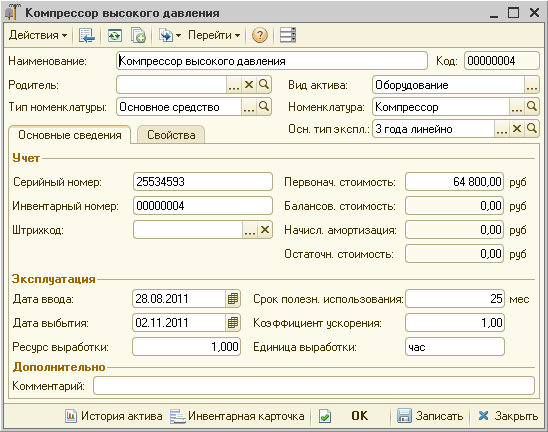 Компрессор высокого давления
Действия Перейти
Наименование: Компрессор высокого давления Код: 00000004
Родитель: Вид актива: Оборудование
Тип номенклатуры: Основное средство Номенклатура: Компрессор
Осн. тип экспл.: 3 года линейно
Основные сведения Свойства
Учет
Серийный номер: 25534593 Первонач. стоимость: 64 800,00 руб
Инвентарный номер: 00000004 Балансов. стоимость: 0,00 руб
Штрихкод: Начисл. амортизация: 0,00 руб
Остаточн. стоимость: 0,00 руб
Эксплуатация
Дата ввода: 28.08.2011 Срок полезн. использования: 25 мес
Дата выбытия: 02.11.2011 Коэффициент ускорения: 1,00
Ресурс выработки: 1,000 Единица выработки: час
Дополнительно
Комментарий:
История актива Инвентарная карточка OK Записать Закрыть